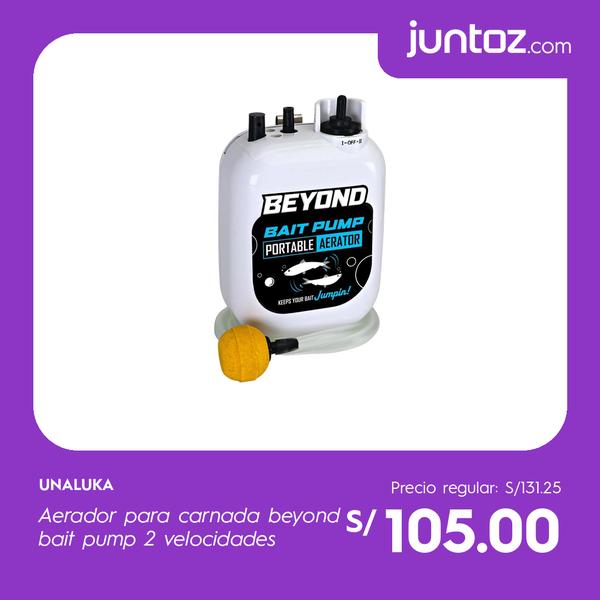 juntoz.com
I-OFF-II
BEYOND
BAIT PUMP
PORTABLE AERATOR
KEEPS YOUR BAIT Jumpin!
UNALUKA
Aerador para carnada beyond
bait pump 2 velocidades
Precio regular: S/131.25
S/ 105.00